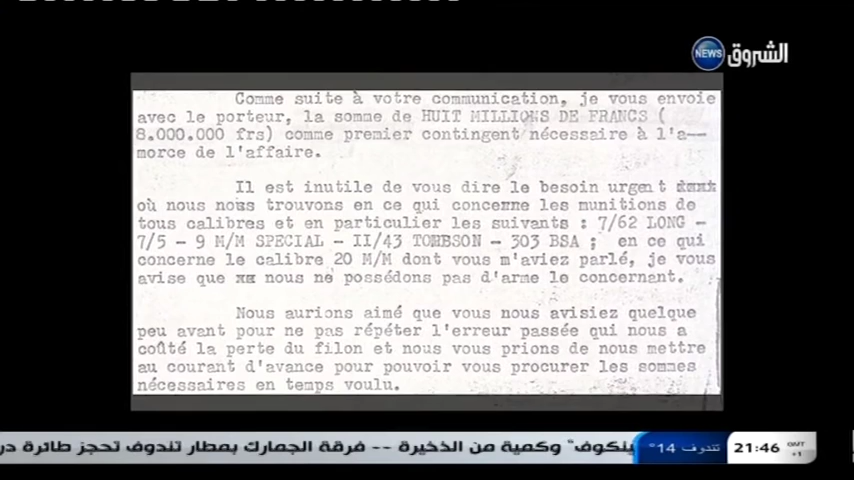 NEWS الشروق
Comme suite à votre communication, je vous envoie
avec le porteur, la somme de HUIT MILLIONS DE FRANCS (
8.000.000 frs) comme premier contingent nécessaire à l'a-
morce de l'affaire.
Il est inutile de vous dire le besoin urgent
où nous nous trouvons en ce qui concerne les munitions de
tous calibres et en particulier les suivants : 7/62 LONG -
7/5 - 9 M/M SPECIAL - II/43 TOMBSON - 303 BSA ; en ce qui
concerne le calibre 20 M/M dont vous m'aviez parlé, je vous
avise que nous ne possédons pas d'arme le concernant.
Nous aurions aimé que vous nous avisiez quelque
peu avant pour ne pas répéter l'erreur passée qui nous a
coûté la perte du filon et nous vous prions de nous mettre
au courant d'avance pour pouvoir vous procurer les sommes
nécessaires en temps voulu.
ينكوف" وكمية من الذخيرة -- فرقة الجمارك بمطار تندوف تحجز طائرة در
تندوف 14°
21:46 GMT +1